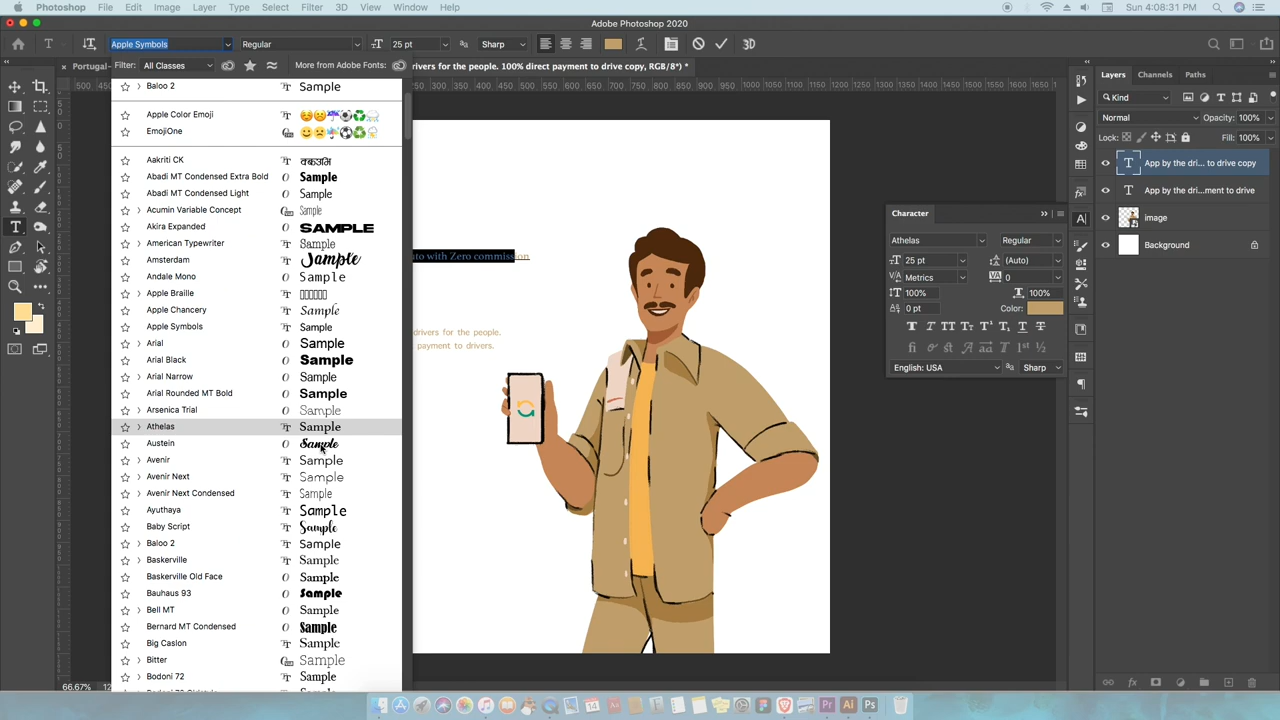 Photoshop File Edit Image Layer Type Select Filter 3D View Window Help Sun 4:08:31 PM
Adobe Photoshop 2020
Apple Symbols Regular 25 pt Sharp 3D
Filter: All Classes More from Adobe Fonts:
Portugal- rivers for the people. 100% direct payment to drive copy, RGB/8*) *
Baloo 2 Sample
Apple Color Emoji
EmojiOne
Aakriti CK
Abadi MT Condensed Extra Bold Sample
Abadi MT Condensed Light Sample
Acumin Variable Concept Sample
Akira Expanded SAMPLE
American Typewriter Sample
Amsterdam Sample
Andale Mono Sample
Apple Braille
Apple Chancery Sample
Apple Symbols Sample
Arial Sample
Arial Black Sample
Arial Narrow Sample
Arial Rounded MT Bold Sample
Arsenica Trial Sample
Athelas Sample
Austein Sample
Avenir Sample
Avenir Next Sample
Avenir Next Condensed Sample
Ayuthaya Sample
Baby Script Sample
Baloo 2 Sample
Baskerville Sample
Baskerville Old Face Sample
Bauhaus 93 Sample
Bell MT Sample
Bernard MT Condensed Sample
Big Caslon Sample
Bitter Sample
Bodoni 72 Sample
uto with Zero commission
drivers for the people.
payment to drivers.
66.67%
Character
Athelas Regular
25 pt (Auto)
Metrics 0
100% 100%
0 pt Color:
English: USA Sharp
Layers Channels Paths
Kind
Normal Opacity: 100%
Lock: Fill: 100%
App by the dri... to drive copy
App by the dri...ment to drive
image
Background